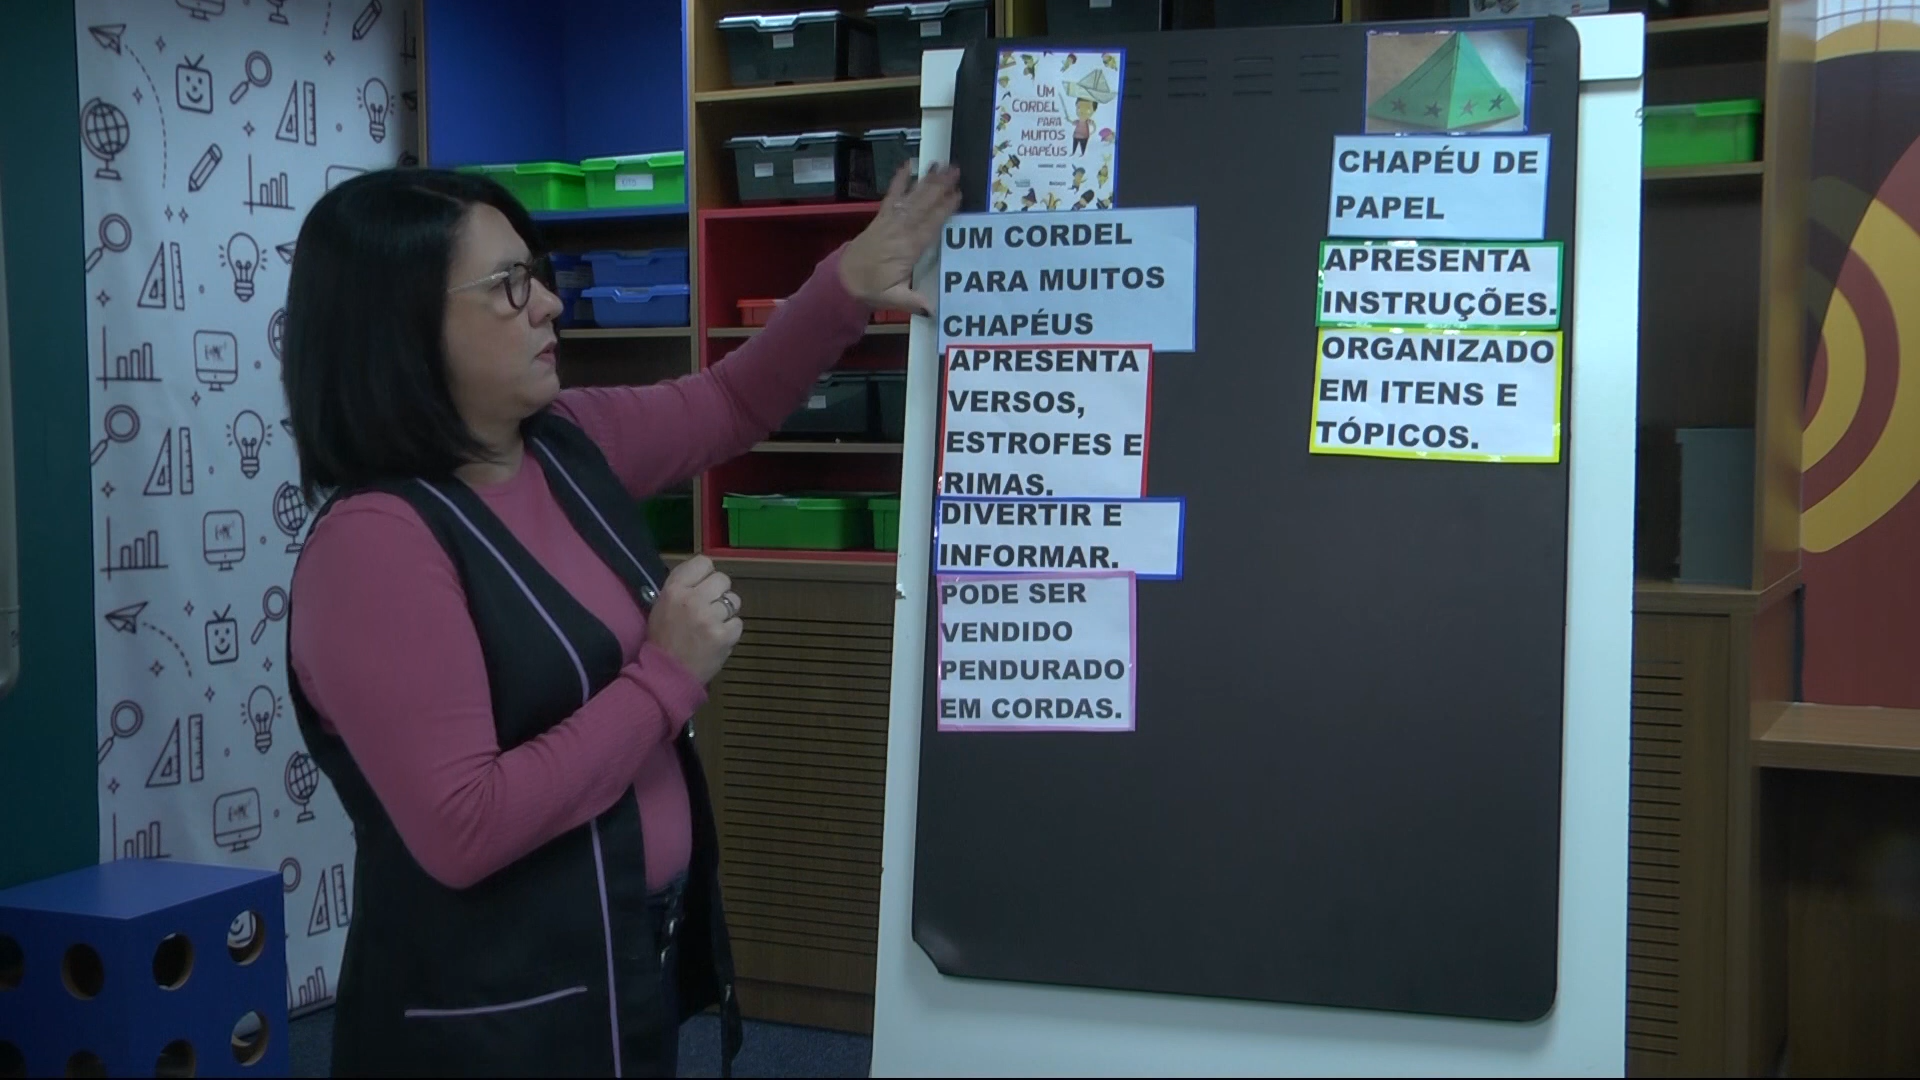 UM
CORDEL
PARA
MUITOS
CHAPÉUS
UM CORDEL
PARA MUITOS
CHAPÉUS
APRESENTA
VERSOS,
ESTROFES E
RIMAS.
DIVERTIR E
INFORMAR.
PODE SER
VENDIDO
PENDURADO
EM CORDAS.
CHAPÉU DE
PAPEL
APRESENTA
INSTRUÇÕES.
ORGANIZADO
EM ITENS E
TÓPICOS.